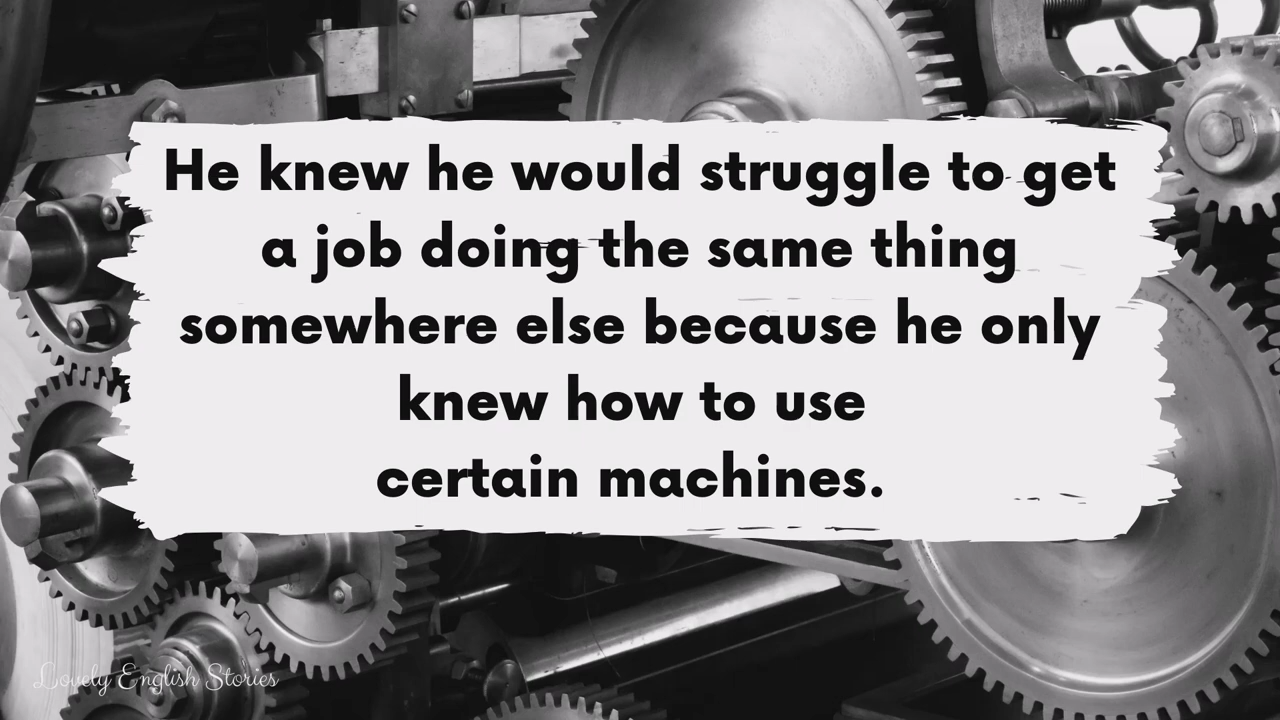 He knew he would struggle to get
a job doing the same thing
somewhere else because he only
knew how to use
certain machines.
Lovely English Stories